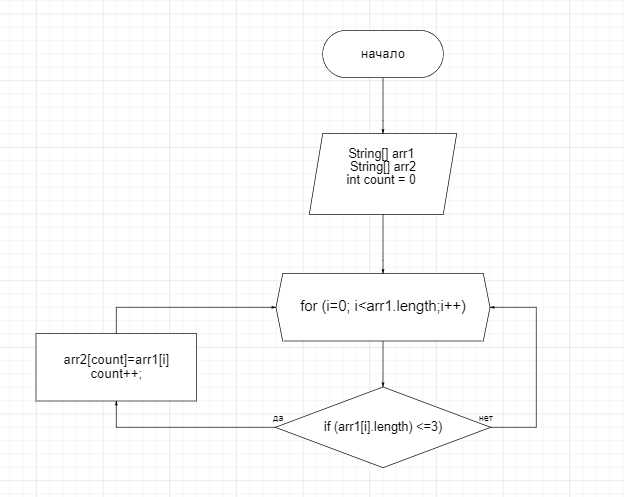 начало
String[] arr1
String[] arr2
int count = 0
for (i=0; i<arr1.length;i++)
arr2[count]=arr1[i]
count++;
да
нет
if (arr1[i].length) <=3)